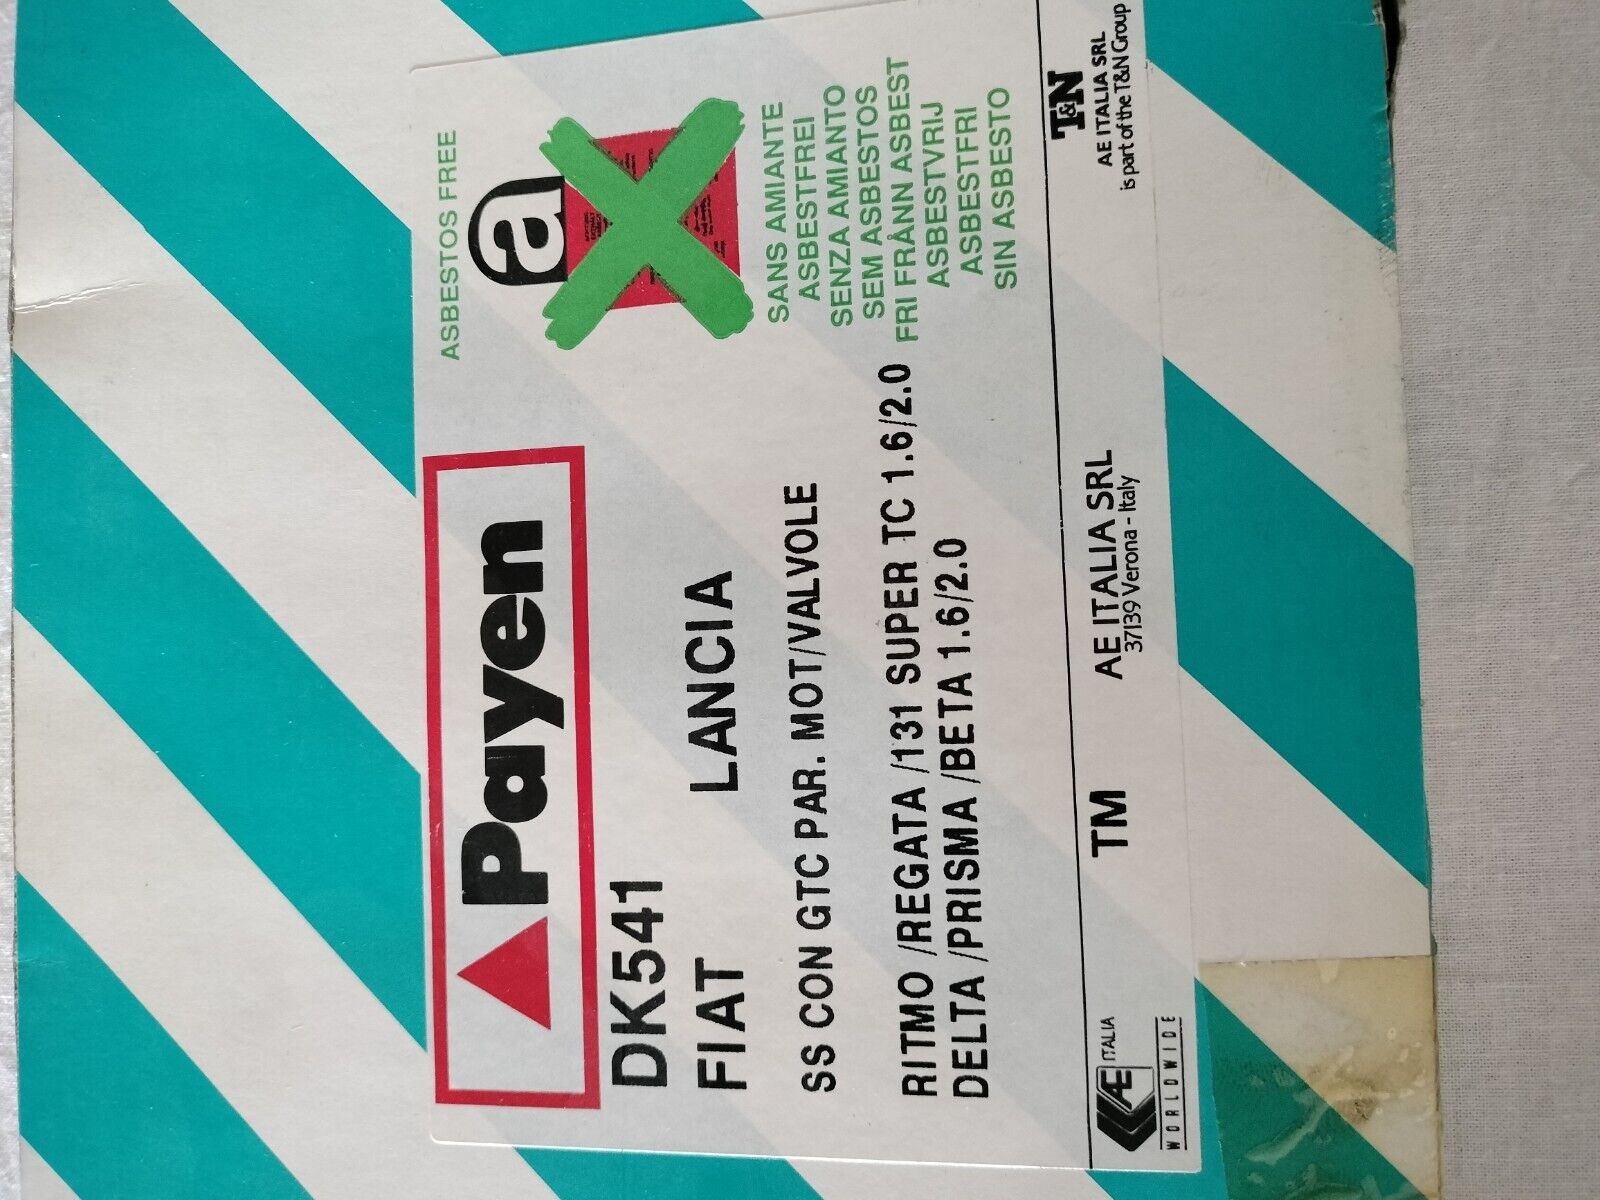 Payen
ASBESTOS FREE
a
DK541
FIAT LANCIA
SS CON GTC PAR. MOT/VALVOLE
RITMO /REGATA /131 SUPER TC 1.6/2.0
DELTA /PRISMA /BETA 1.6/2.0
SANS AMIANTE
ASBESTFREI
SENZA AMIANTO
SEM ASBESTOS
FRI FRÅNN ASBEST
ASBESTVRIJ
ASBESTFRI
SIN ASBESTO
Æ ITALIA
WORLDWIDE
TM
AE ITALIA SRL
37139 Verona - Italy
T&N
AE ITALIA SRL
is part of the T&N Group